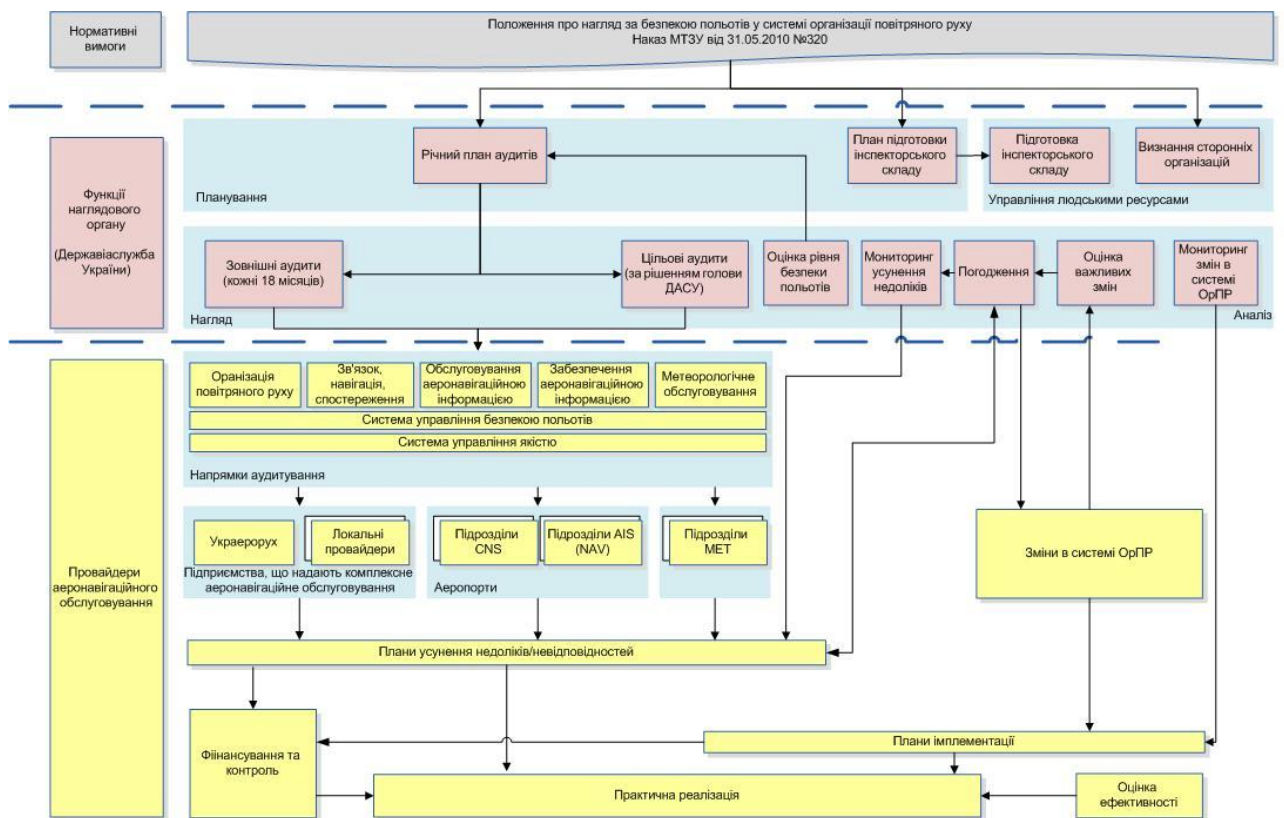 Нормативні
вимоги
Положення про нагляд за безпекою польотів у системі організації повітряного руху
Наказ МТЗУ від 31.05.2010 №320
Функції
наглядового
органу
(Державіаслужба
України)
Річний план аудитів
План підготовки
інспекторського
складу
Підготовка
інспекторського
складу
Визнання сторонніх
організацій
Планування
Управління людськими ресурсами
Зовнішні аудити
(кожні 18 місяців)
Цільові аудити
(за рішенням голови
ДАСУ)
Оцінка рівня
безпеки
польотів
Мониторинг
усунення
недоліків
Погодження
Оцінка
важливих
змін
Мониторинг
змін в
системі
ОрПР
Нагляд
Аналіз
Провайдери
аеронавігаційного
обслуговування
Оранізація
повітряного руху
Зв'язок,
навігація,
спостереження
Обслуговування
аеронавігаційною
інформацією
Забезпечення
аеронавігаційною
інформацією
Метеорологічне
обслуговування
Система управління безпекою польотів
Система управління якістю
Напрямки аудитування
Украерорух
Локальні
провайдери
Підприємства, що надають комплексне
аеронавігаційне обслуговування
Підрозділи
CNS
Підрозділи AIS
(NAV)
Аеропорти
Підрозділи
МЕТ
Зміни в системі ОрПР
Плани усунення недоліків/невідповідностей
Фіінансування та
контроль
Плани імплементації
Практична реалізація
Оцінка
ефективності